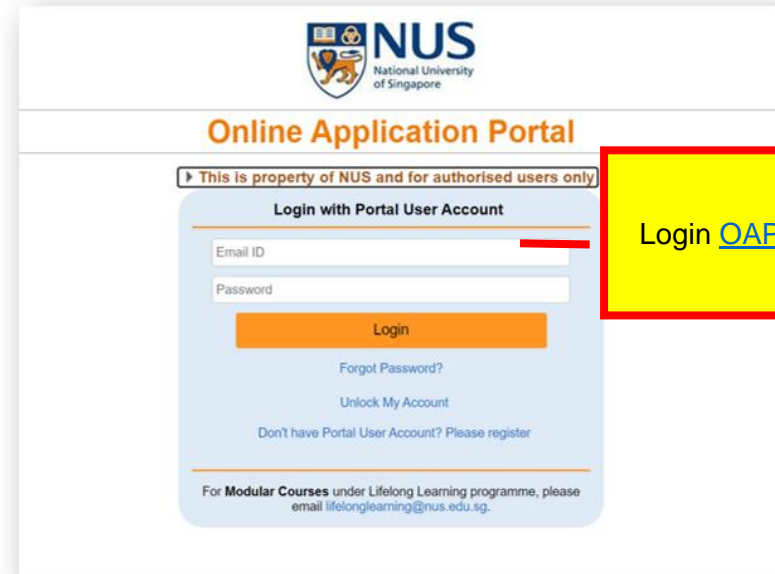 NUS
National University
of Singapore
Online Application Portal
This is property of NUS and for authorised users only
Login with Portal User Account
Email ID
Login OAP
Password
Login
Forgot Password?
Unlock My Account
Don't have Portal User Account? Please register
For Modular Courses under Lifelong Learning programme, please
email lifelonglearning@nus.edu.sg.